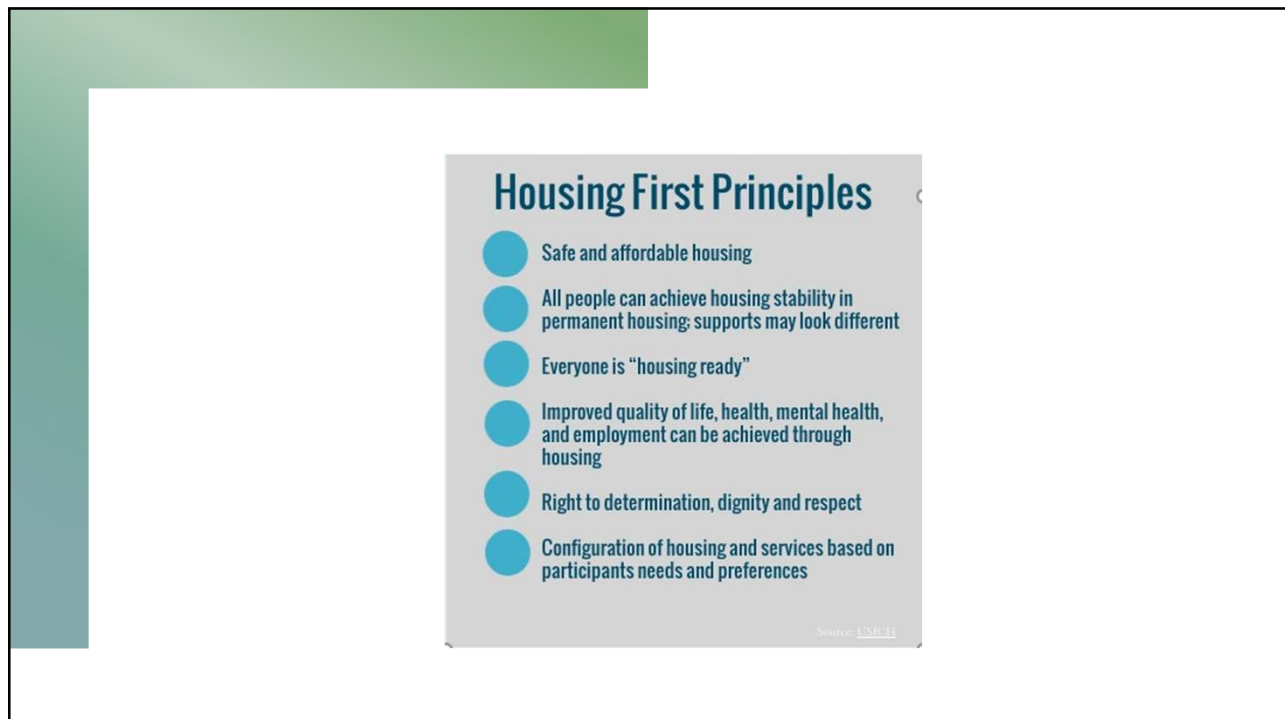 Housing First Principles
Safe and affordable housing
All people can achieve housing stability in
permanent housing; supports may look different
Everyone is “housing ready”
Improved quality of life, health, mental health,
and employment can be achieved through
housing
Right to determination, dignity and respect
Configuration of housing and services based on
participants needs and preferences
Source: USICH